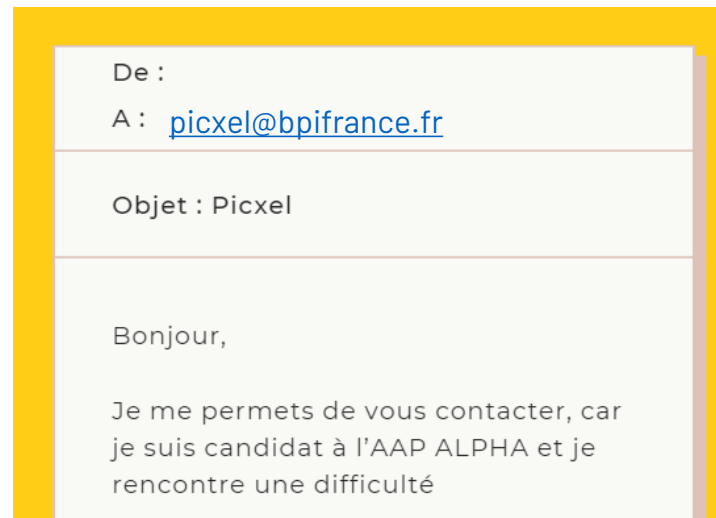 De :
A : picxel@bpifrance.fr
Objet : Picxel
Bonjour,
Je me permets de vous contacter, car
je suis candidat à l'AAP ALPHA et je
rencontre une difficulté